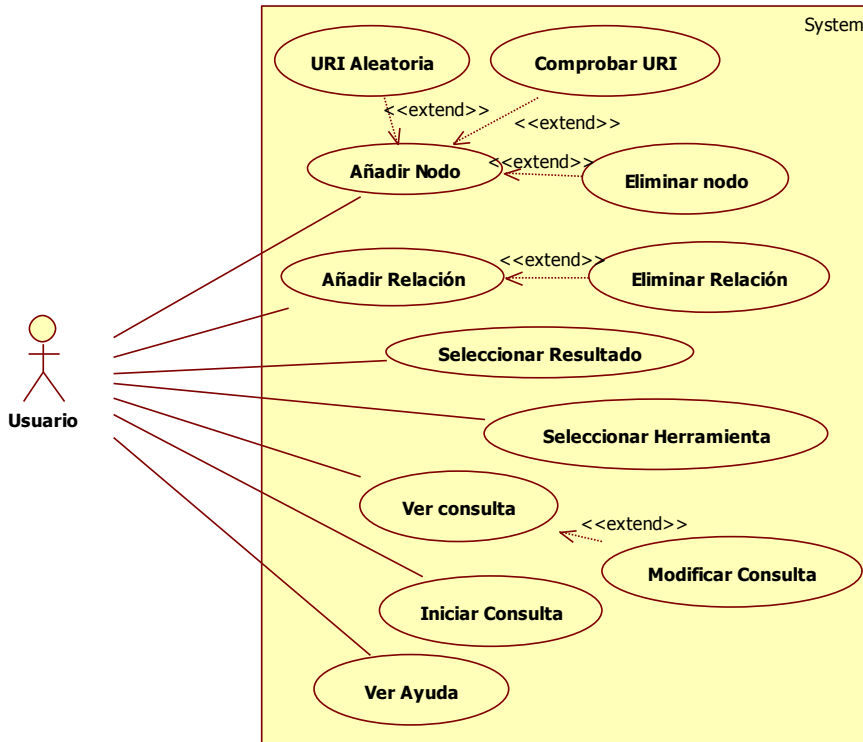 System
URI Aleatoria
Comprobar URI
<<extend>>
<<extend>>
<<extend>>
Añadir Nodo
Eliminar nodo
<<extend>>
Añadir Relación
Eliminar Relación
Seleccionar Resultado
Usuario
Seleccionar Herramienta
Ver consulta
<<extend>>
Modificar Consulta
Iniciar Consulta
Ver Ayuda